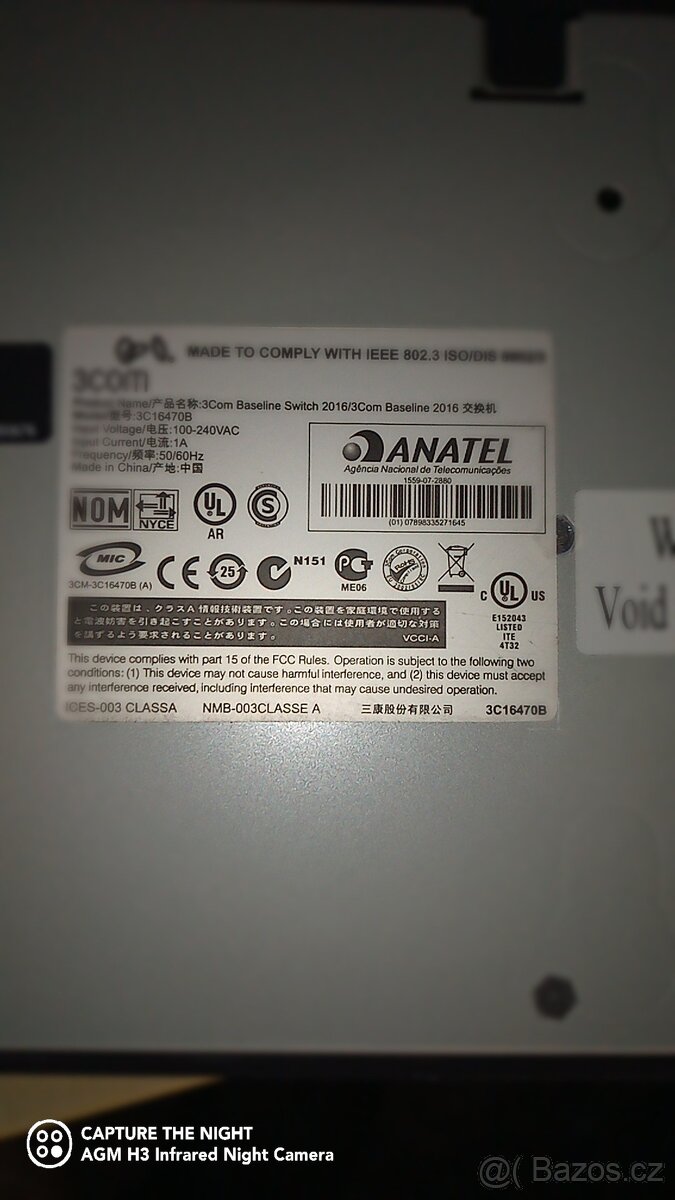 MADE TO COMPLY WITH IEEE 802.3 ISO/DIS
3COM
Product Name/产品名称:3Com Baseline Switch 2016/3Com Baseline 2016 交换机
Model/型号:3C16470B
Input Voltage/电压:100-240VAC
Input Current/电流:1A
Frequency/频率:50/60Hz
Made in China/产地:中国
ANATEL
Agência Nacional de Telecomunicações
1559-07-2880
(01) 07898335271645
NOM
NYCE
UL
AR
S
MIC
3CM-3C16470B (A)
CE
25
N151
ME06
C UL US
E152043
LISTED
ITE
4T32
この装置は、クラスA情報技術装置です。この装置を家庭環境で使用する
と電波妨害を引き起こすことがあります。この場合には使用者が適切な対策
を講ずるよう要求されることがあります。
VCCI-A
This device complies with part 15 of the FCC Rules. Operation is subject to the following two
conditions: (1) This device may not cause harmful interference, and (2) this device must accept
any interference received, including interference that may cause undesired operation.
ICES-003 CLASSA NMB-003CLASSE A 三康股份有限公司 3C16470B
W
Void
CAPTURE THE NIGHT
AGM H3 Infrared Night Camera
@( Bazos.cz